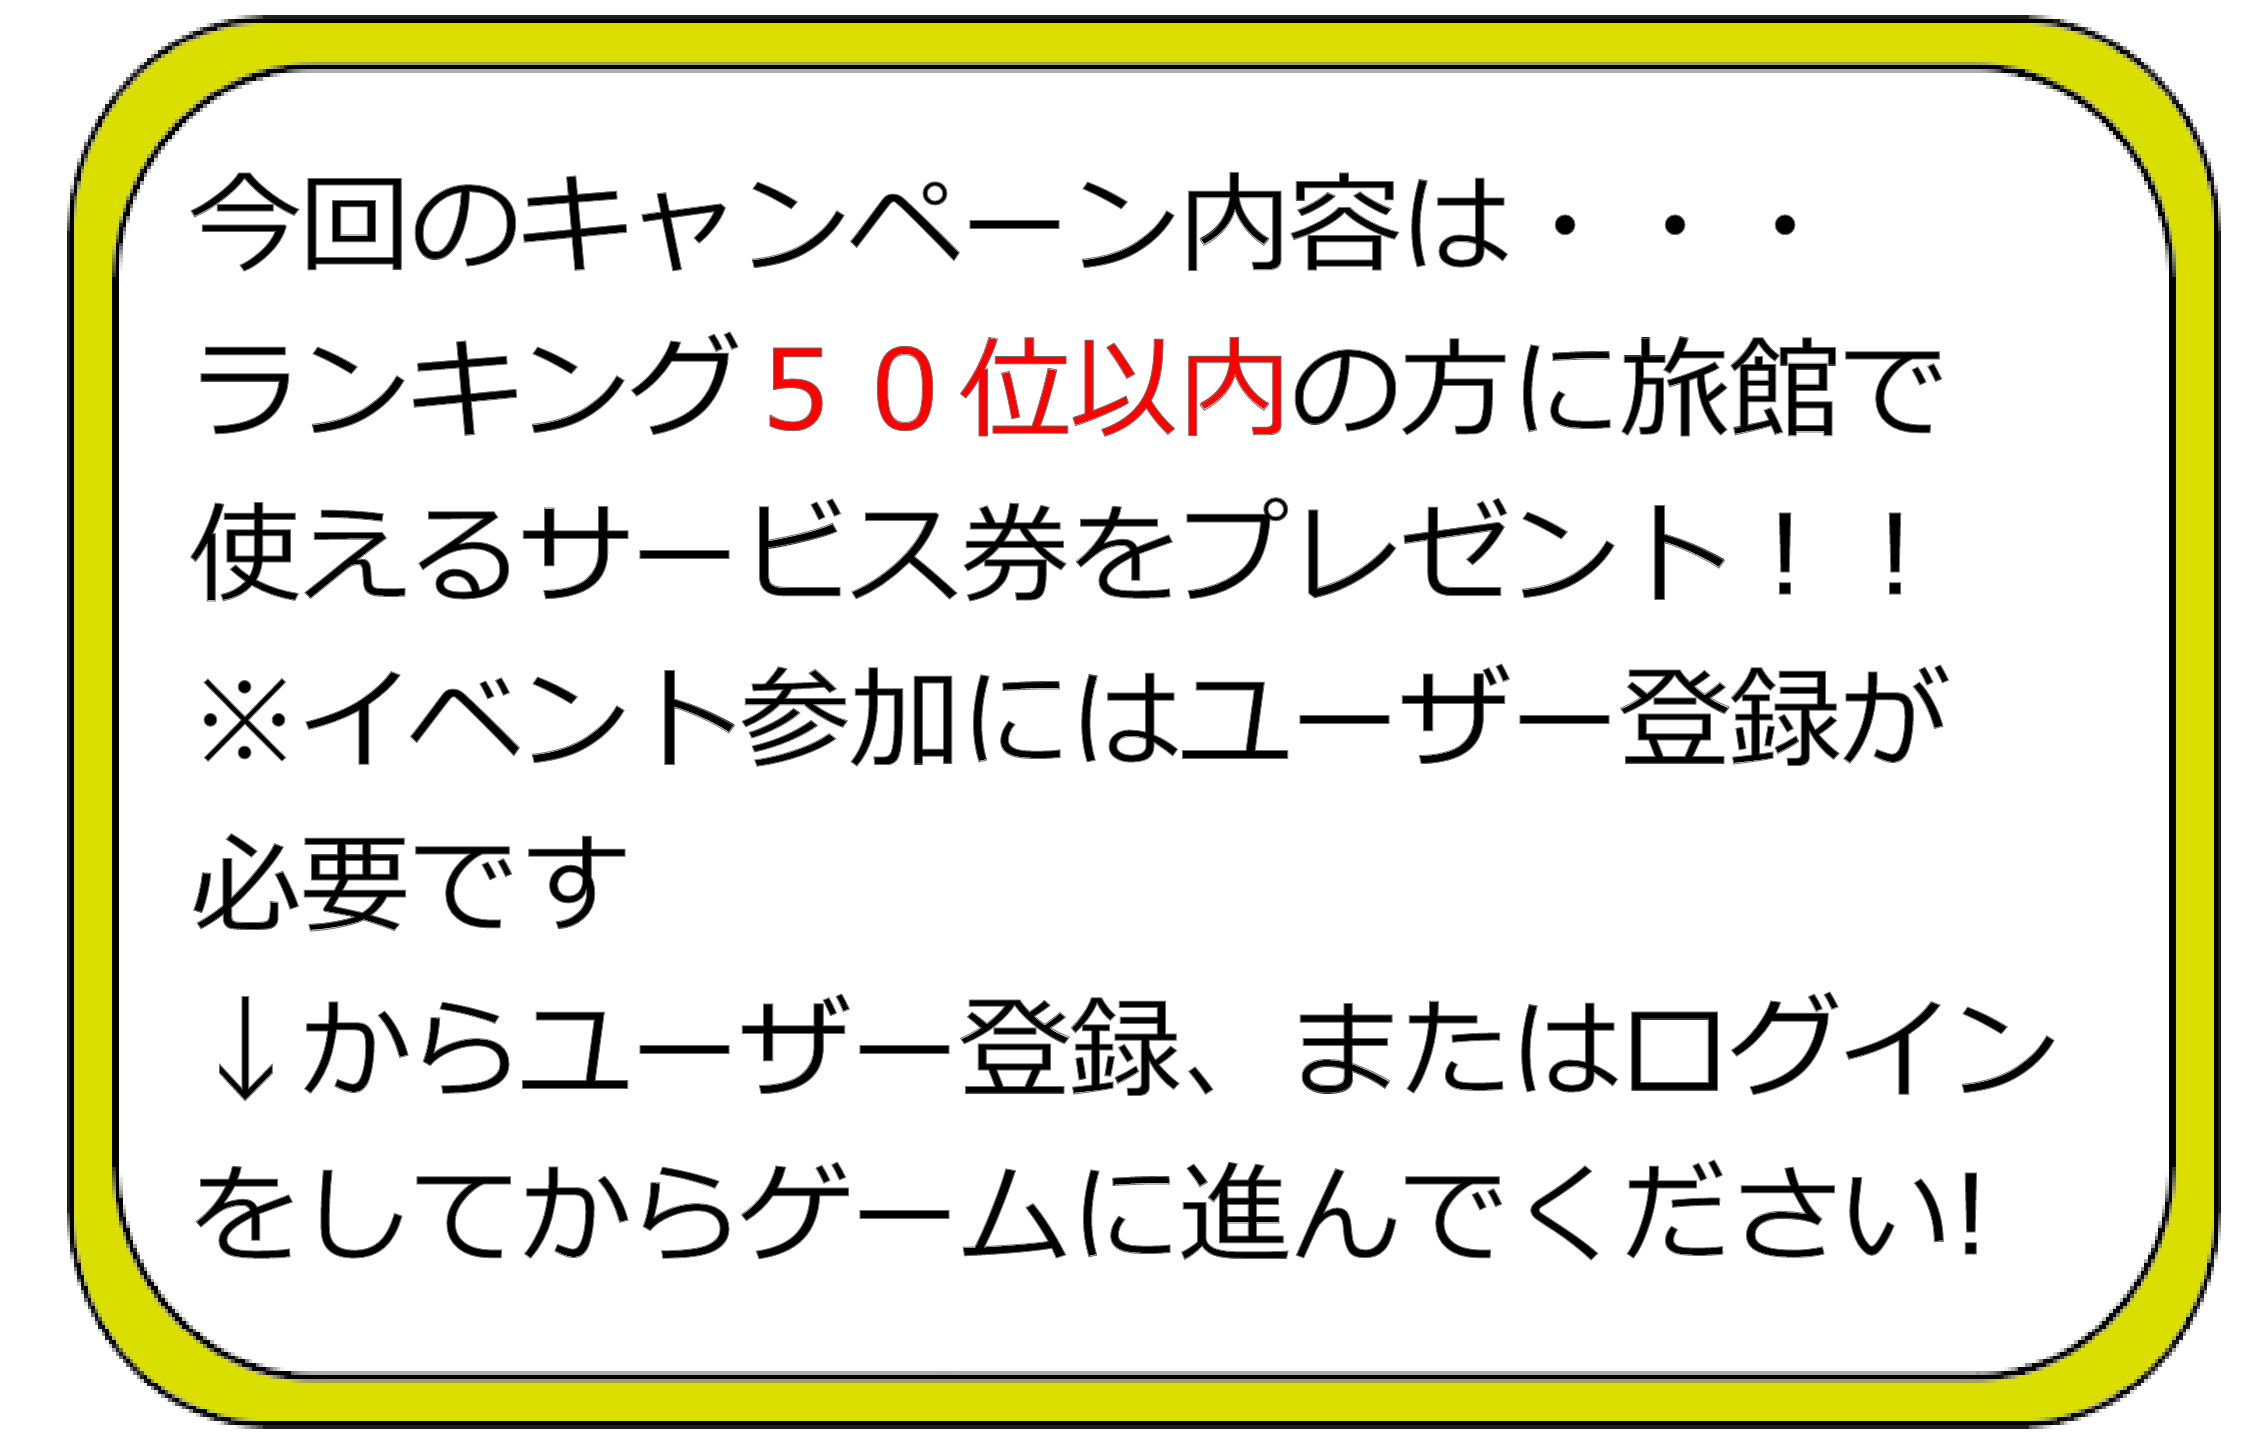 今回のキャンペーン内容は・・・
ランキング５０位以内の方に旅館で
使えるサービス券をプレゼント！！
※イベント参加にはユーザー登録が
必要です
↓からユーザー登録、またはログイン
をしてからゲームに進んでください!